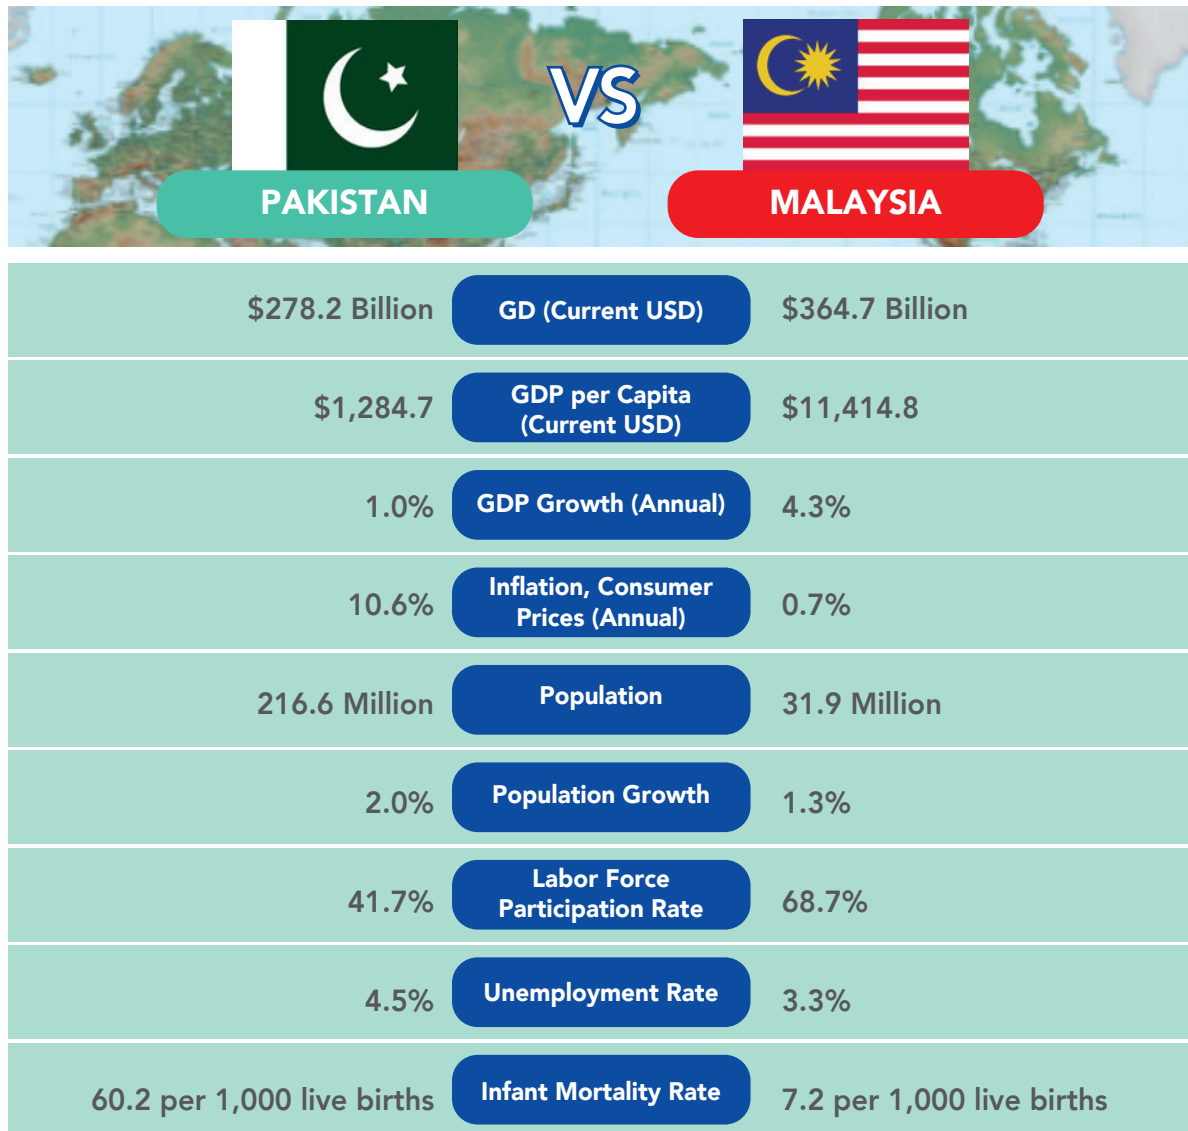 VS
PAKISTAN
MALAYSIA
$278.2 Billion
GD (Current USD)
$364.7 Billion
$1,284.7
GDP per Capita
(Current USD)
$11,414.8
1.0%
GDP Growth (Annual)
4.3%
10.6%
Inflation, Consumer
Prices (Annual)
0.7%
216.6 Million
Population
31.9 Million
2.0%
Population Growth
1.3%
41.7%
Labor Force
Participation Rate
68.7%
4.5%
Unemployment Rate
3.3%
60.2 per 1,000 live births
Infant Mortality Rate
7.2 per 1,000 live births